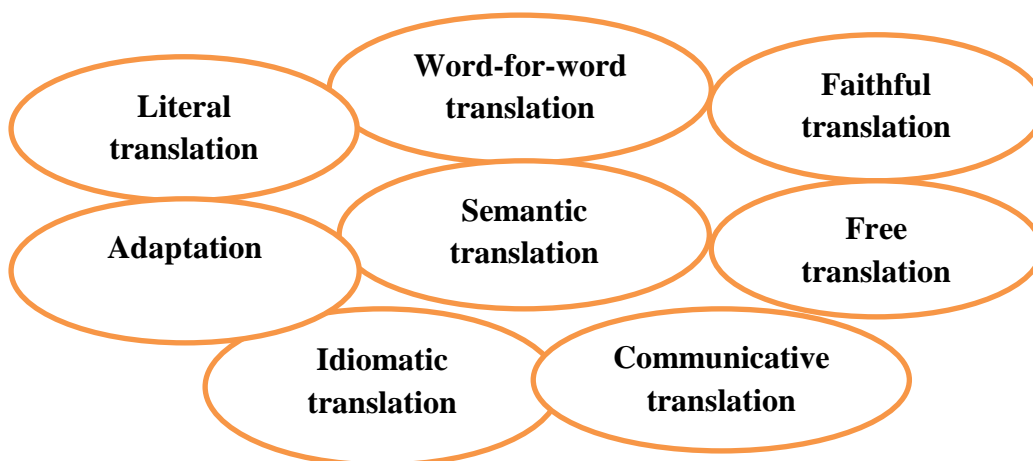 Word-for-word
translation
Literal
translation
Faithful
translation
Adaptation
Semantic
translation
Free
translation
Idiomatic
translation
Communicative
translation